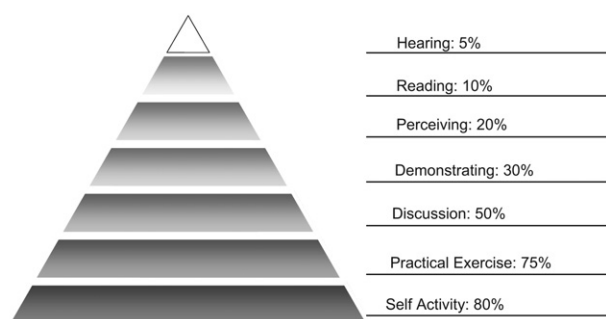 Hearing: 5%
Reading: 10%
Perceiving: 20%
Demonstrating: 30%
Discussion: 50%
Practical Exercise: 75%
Self Activity: 80%